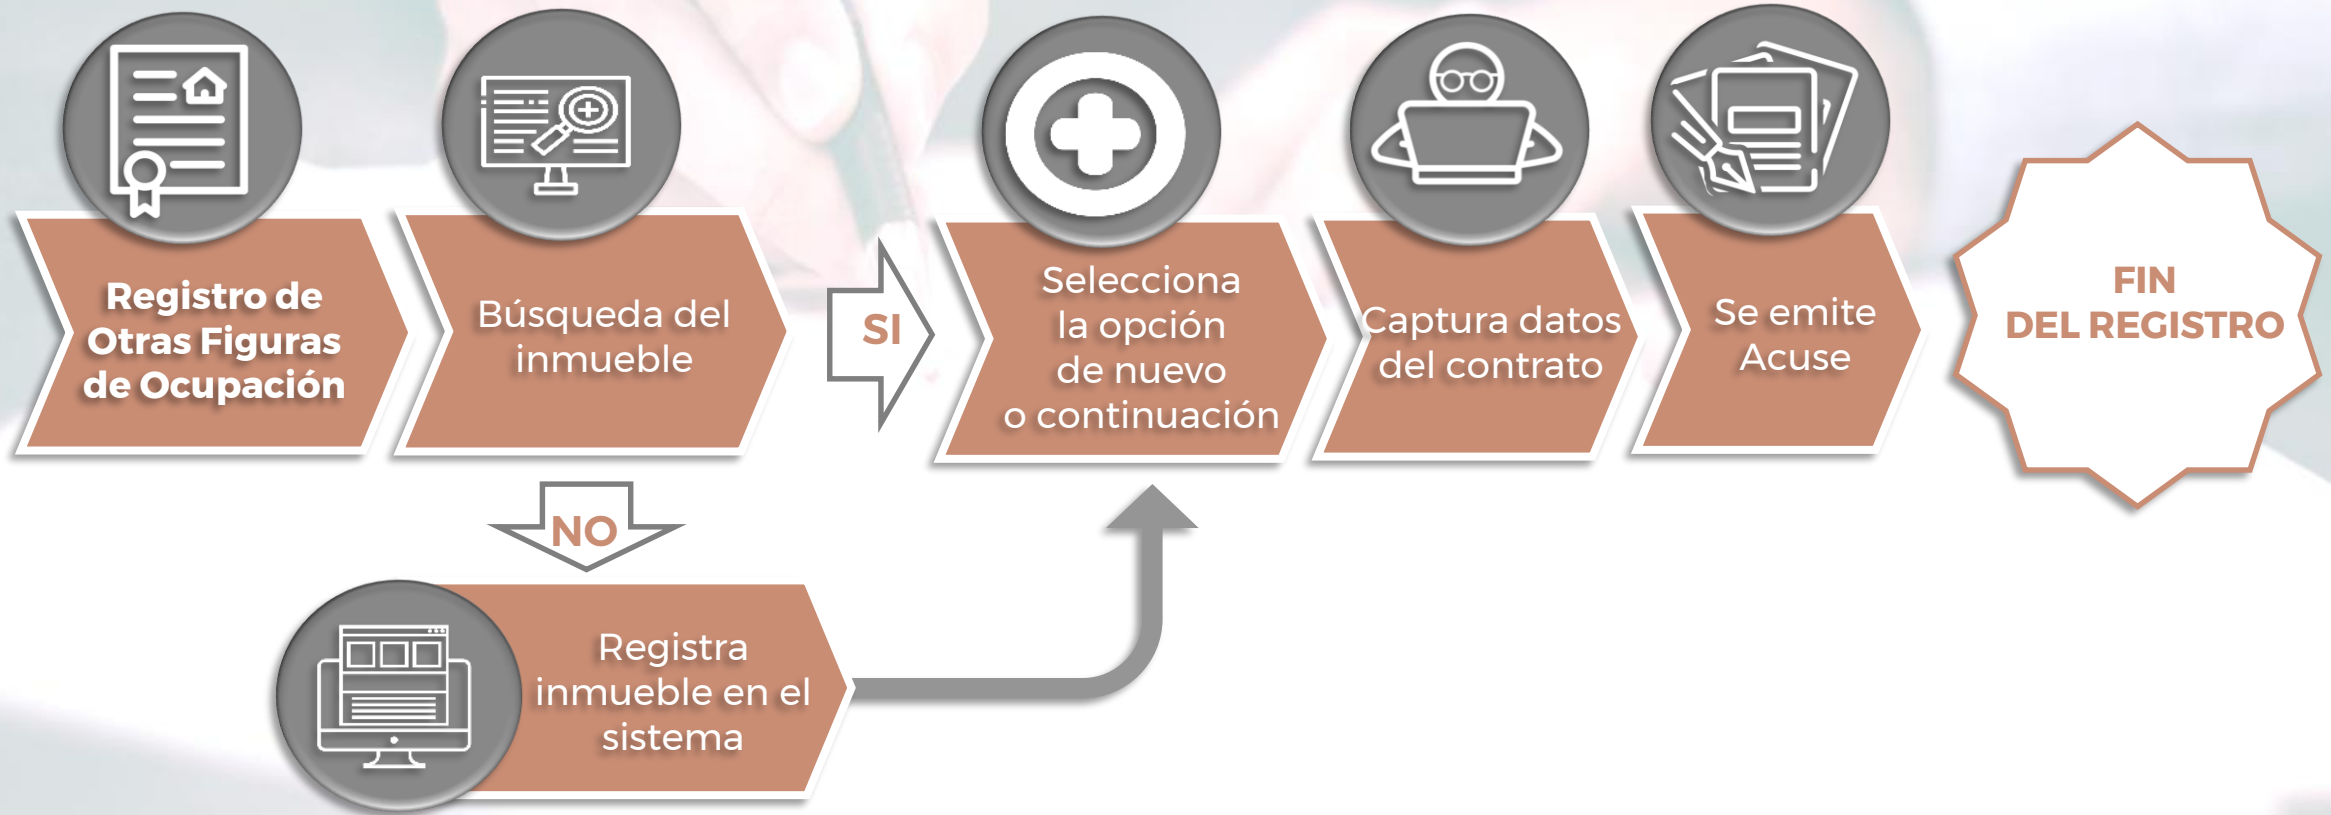 Registro de
Otras Figuras
de Ocupación
Búsqueda del
inmueble
SI
Selecciona
la opción
de nuevo
o continuación
Captura datos
del contrato
Se emite
Acuse
FIN
DEL REGISTRO
NO
Registra
inmueble en el
sistema